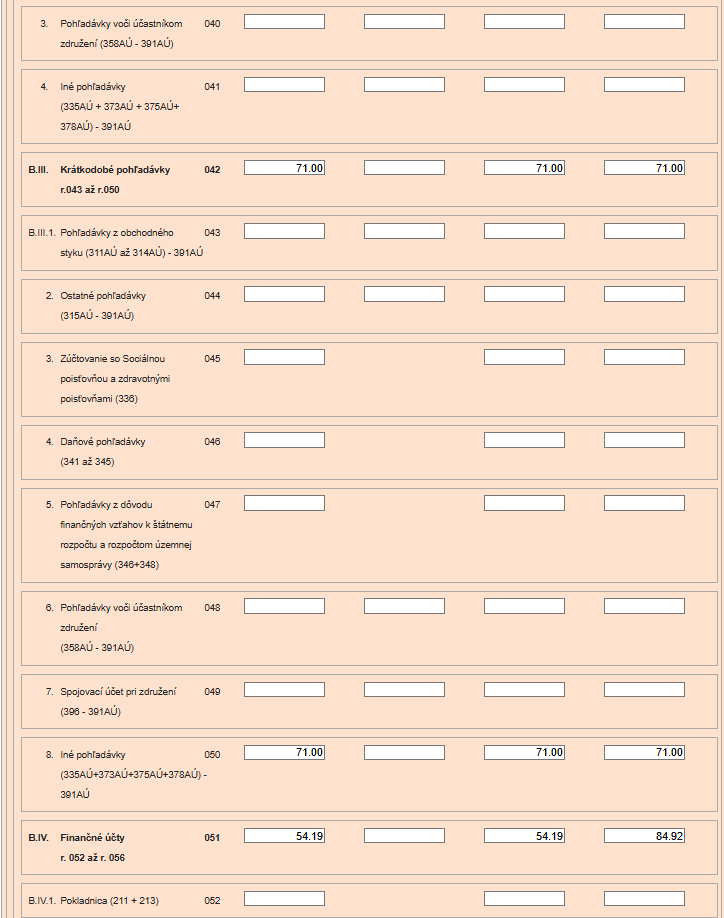 3. Pohľadávky voči účastníkom 040
združení (358AÚ - 391AÚ)
4. Iné pohľadávky 041
(335AÚ + 373AÚ + 375AÚ+
378AÚ) - 391AÚ
B.III. Krátkodobé pohľadávky 042 71.00 71.00 71.00
r.043 až r.050
B.III.1. Pohľadávky z obchodného 043
styku (311AÚ až 314AÚ) - 391AÚ
2. Ostatné pohľadávky 044
(315AÚ - 391AÚ)
3. Zúčtovanie so Sociálnou 045
poisťovňou a zdravotnými
poisťovňami (336)
4. Daňové pohľadávky 046
(341 až 345)
5. Pohľadávky z dôvodu 047
finančných vzťahov k štátnemu
rozpočtu a rozpočtom územnej
samosprávy (346+348)
6. Pohľadávky voči účastníkom 048
združení
(358AÚ - 391AÚ)
7. Spojovací účet pri združení 049
(396 - 391AÚ)
8. Iné pohľadávky 050 71.00 71.00 71.00
(335AÚ+373AÚ+375AÚ+378AÚ) -
391AÚ
B.IV. Finančné účty 051 54.19 54.19 84.92
r. 052 až r. 056
B.IV.1. Pokladnica (211 + 213) 052